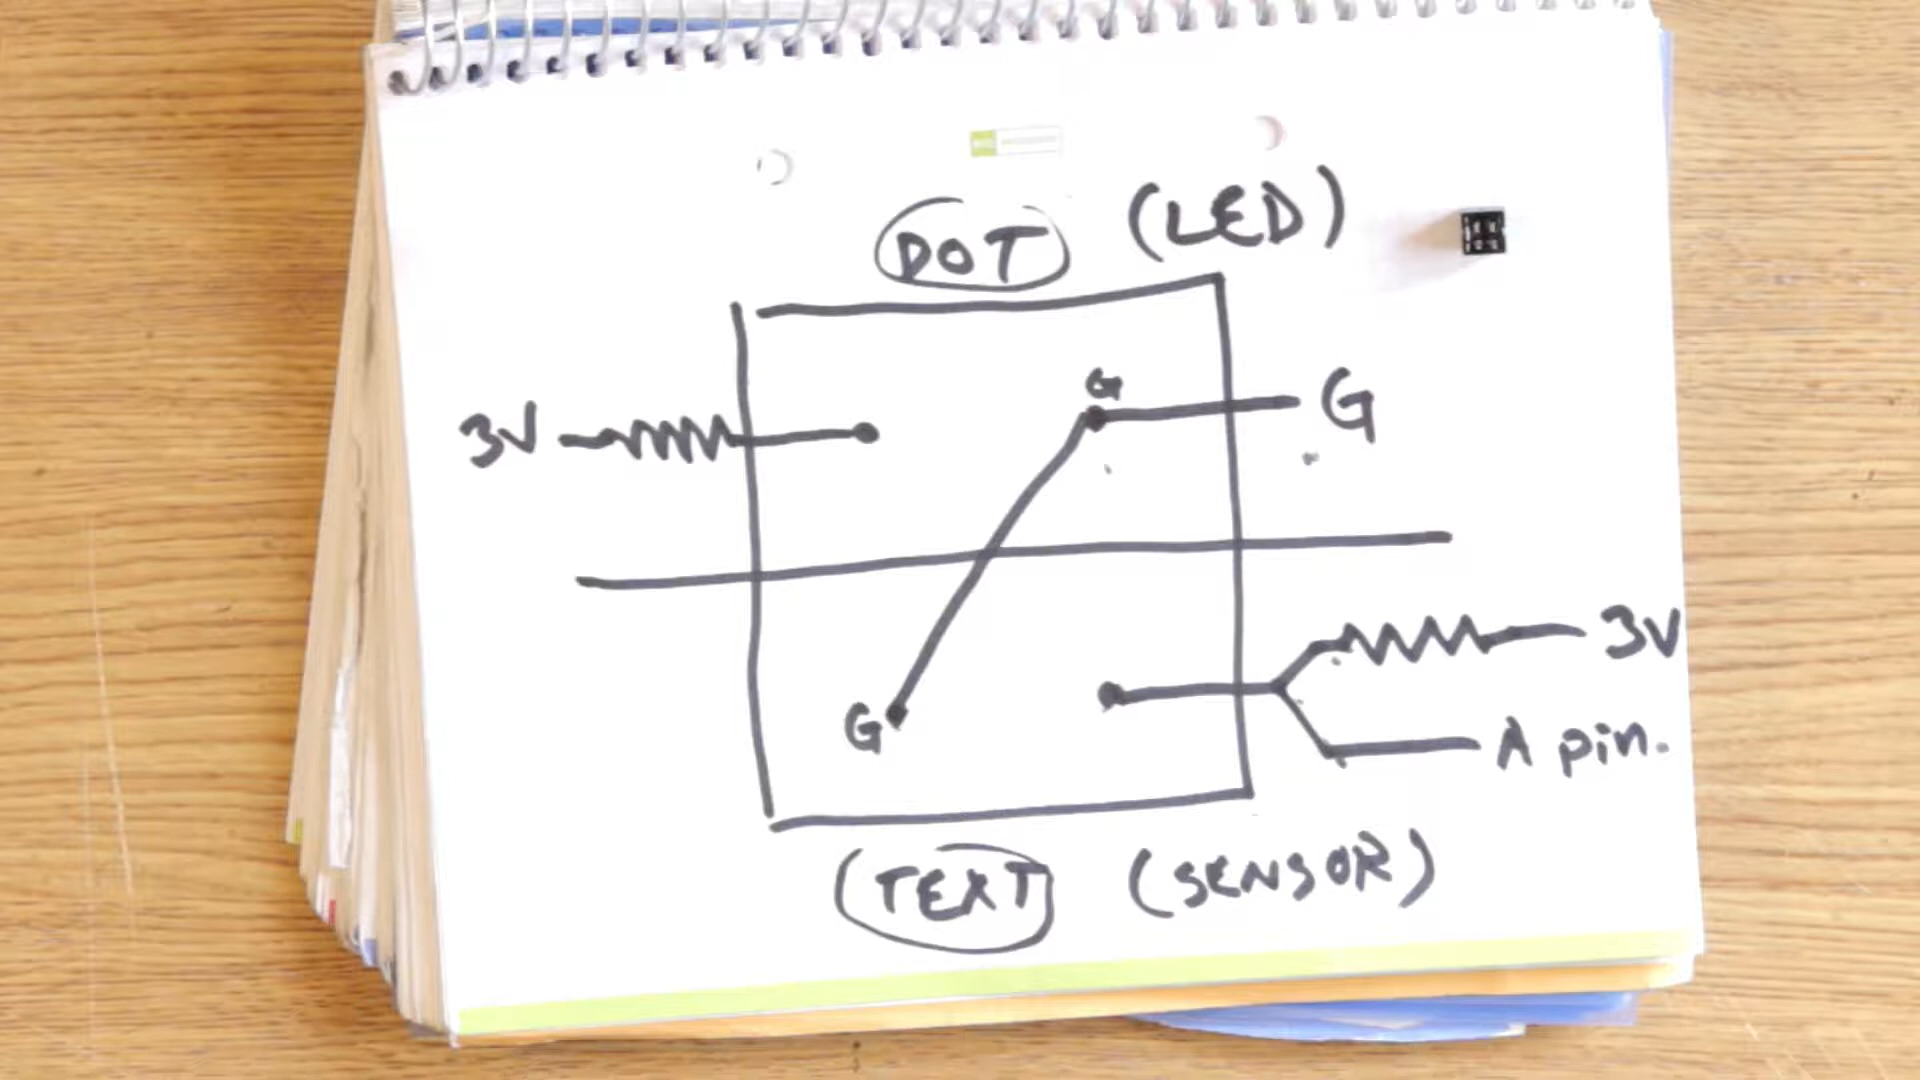 DOT (LED)
G
3V
G
3V
G
A pin.
TEXT (SENSOR)